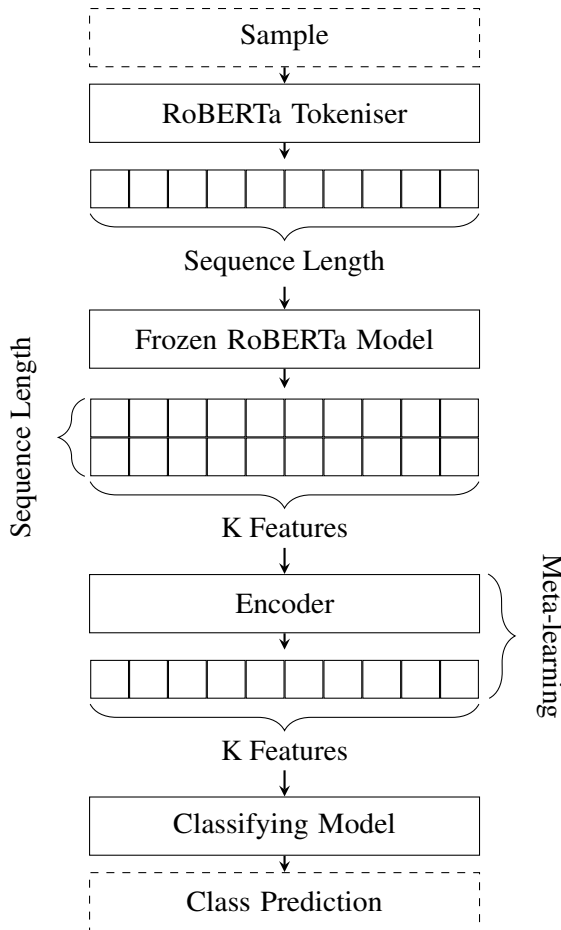 Sample
RoBERTa Tokeniser
Sequence Length
Frozen RoBERTa Model
Sequence Length
K Features
Encoder
Meta-learning
K Features
Classifying Model
Class Prediction